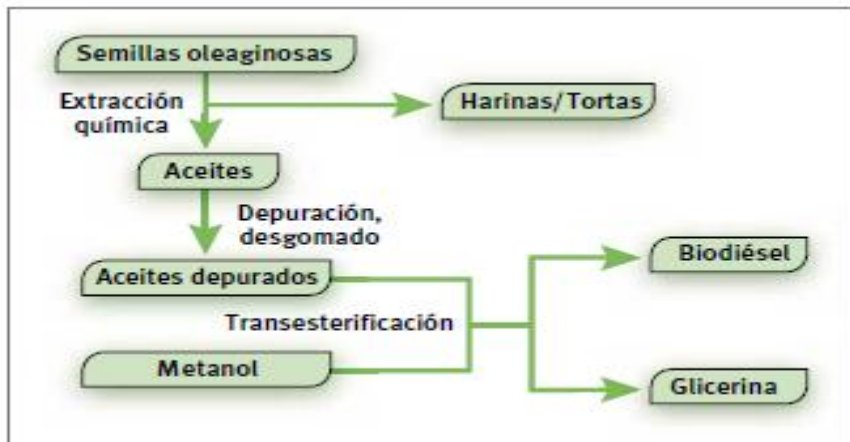 Semillas oleaginosas
Extracción
química
Harinas/Tortas
Aceites
Depuración,
desgomado
Aceites depurados
Biodiésel
Transesterificación
Metanol
Glicerina